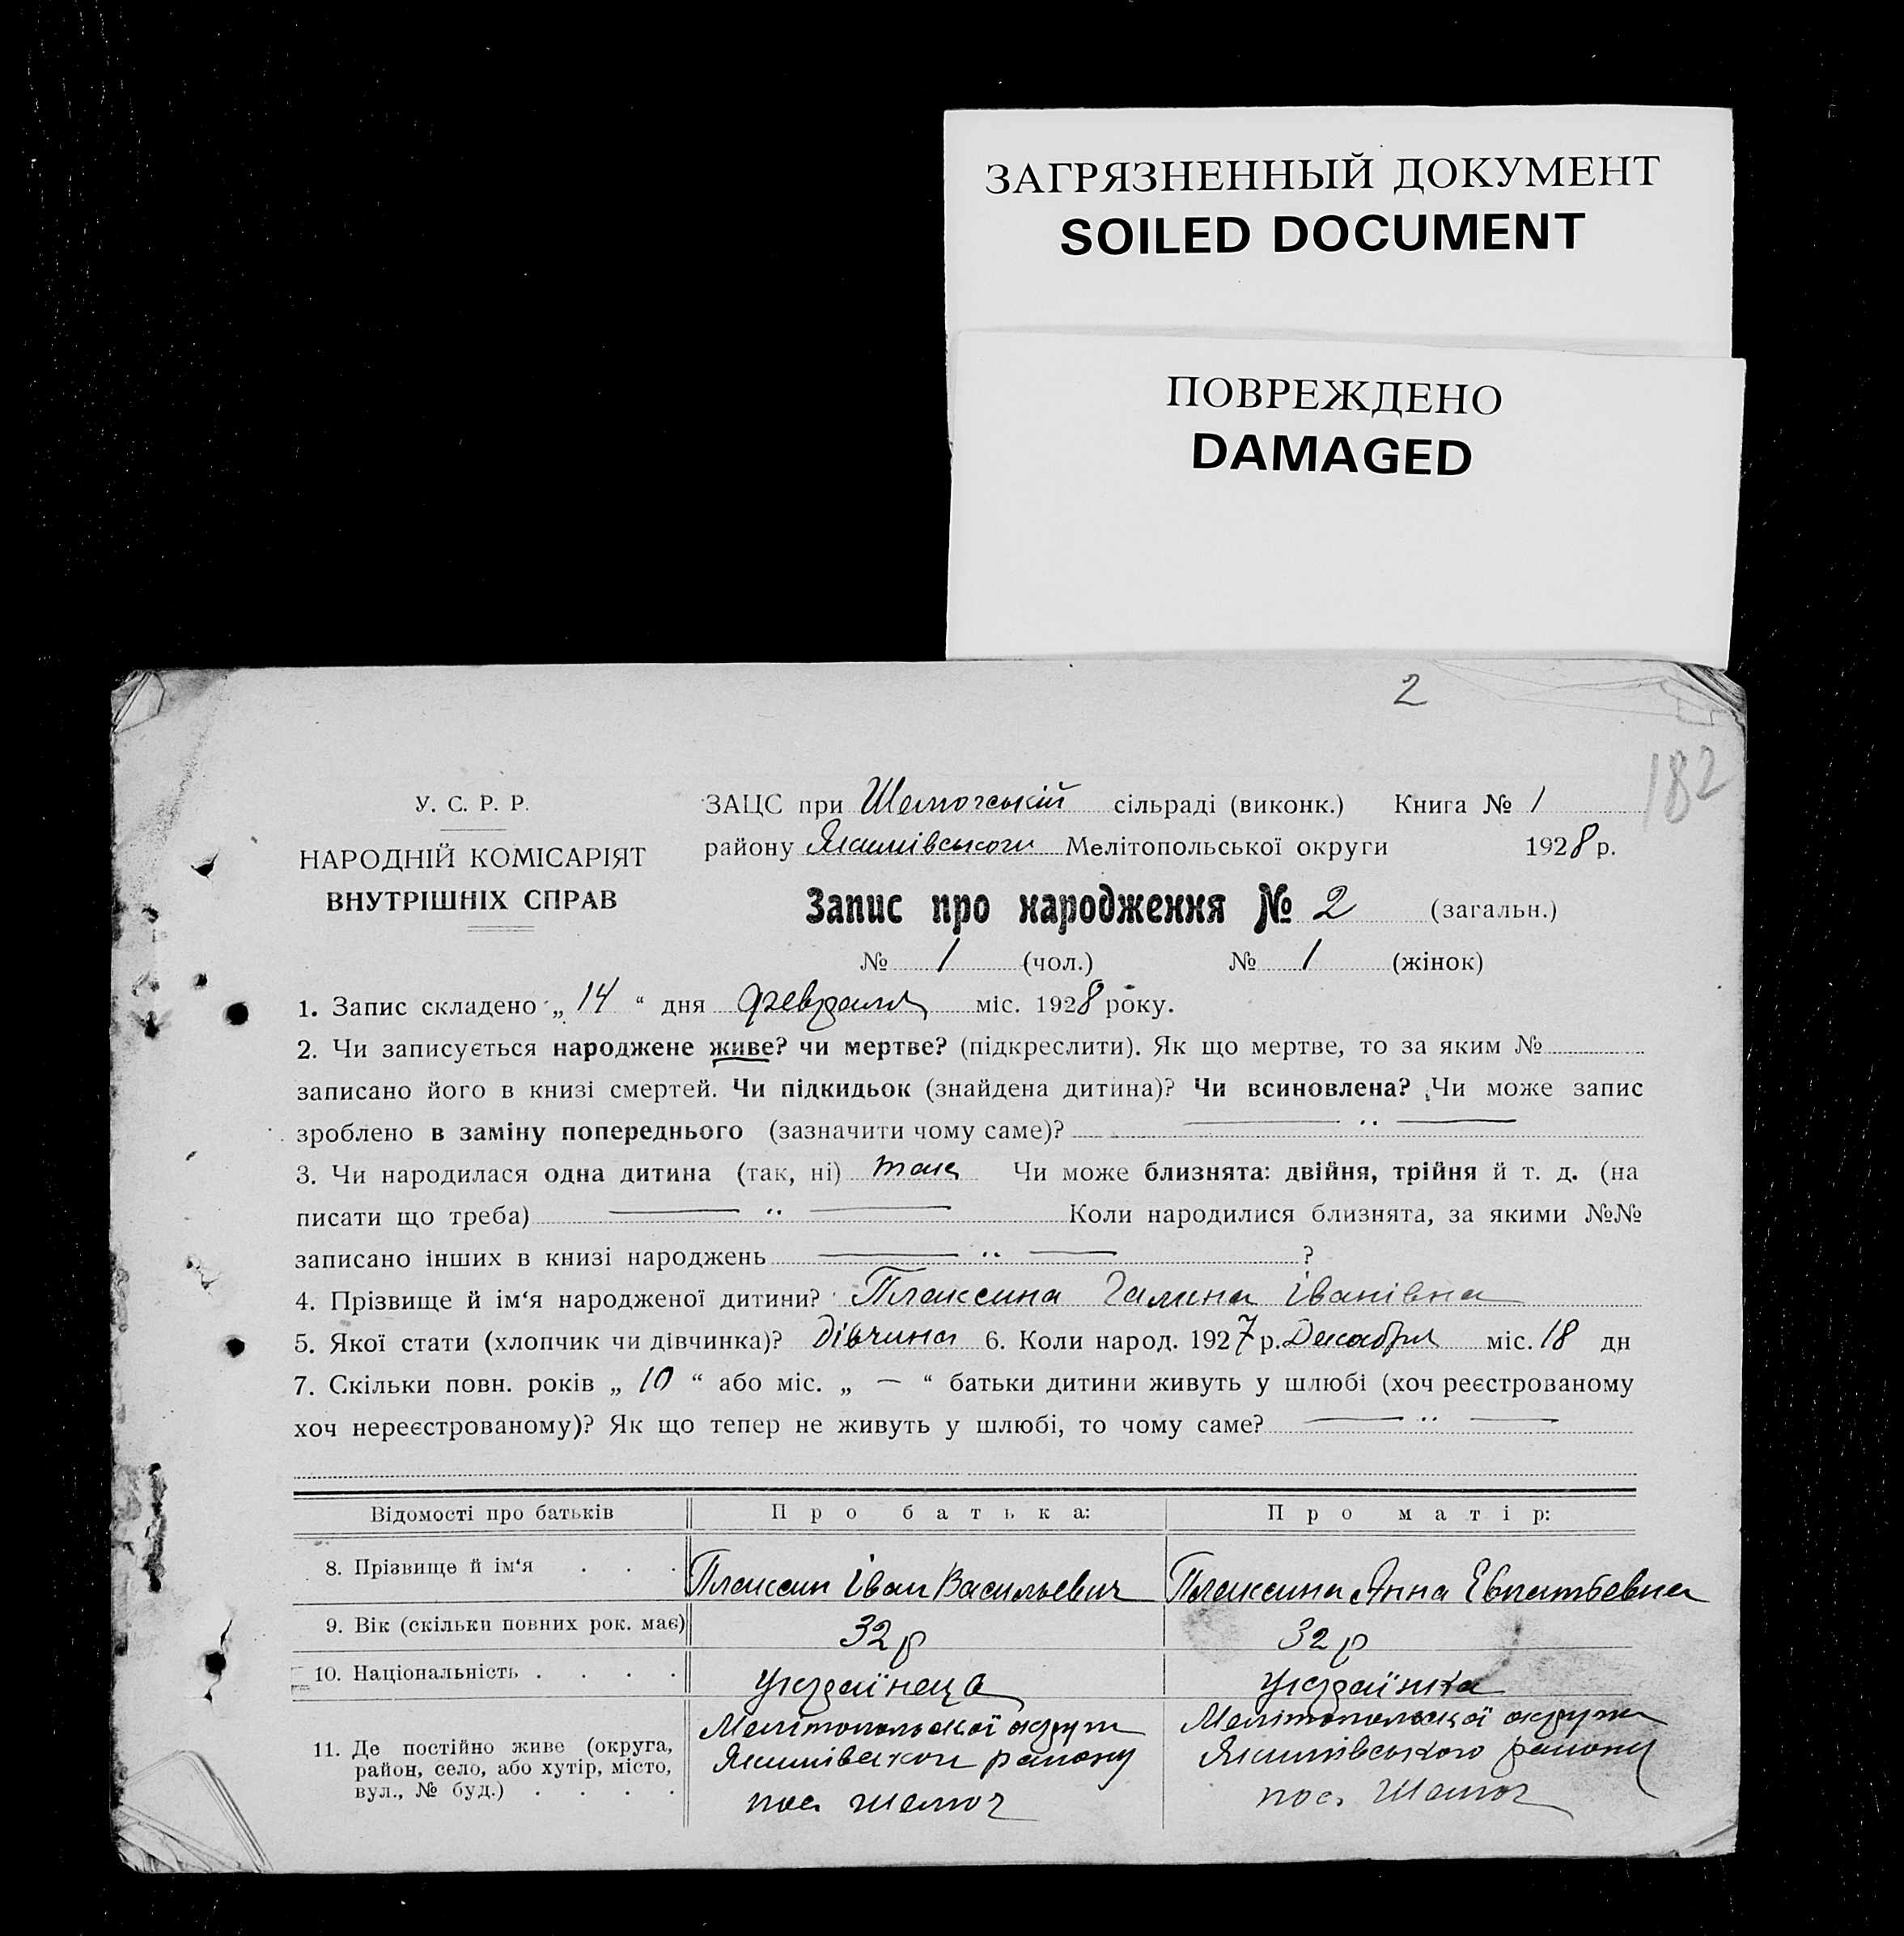 ЗАГРЯЗНЕННЫЙ ДОКУМЕНТ
SOILED DOCUMENT
ПОВРЕЖДЕНО
DAMAGED
2
182
У. С. Р. Р.
НАРОДНІЙ КОМІСАРІЯТ
ВНУТРІШНІХ СПРАВ
ЗАЦС при сільраді (виконк.) Книга № 1
району Мелітопольської округи 1928 р.
Запис про народження № 2 (загальн.)
№ 1 (чол.) № 1 (жінок)
1. Запис складено „ 14 “ дня февраля міс. 1928 року.
2. Чи записується народжене живе? чи мертве? (підкреслити). Як що мертве, то за яким №
записано його в книзі смертей. Чи підкидьок (знайдена дитина)? Чи всиновлена? Чи може запис
зроблено в заміну попереднього (зазначити чому саме)? — „ —
3. Чи народилася одна дитина (так, ні) так Чи може близнята: двійня, трійня й т. д. (на
писати що треба) — „ — Коли народилися близнята, за якими №№
записано інших в книзі народжень — „ — ?
4. Прізвище й ім‘я народженої дитини? Плаксина Галина Іванівна
5. Якої стати (хлопчик чи дівчинка)? Дівчина 6. Коли народ. 1927 р. Декабря міс. 18 дн
7. Скільки повн. років „ 10 “ або міс. „ — “ батьки дитини живуть у шлюбі (хоч реєстрованому
хоч нереєстрованому)? Як що тепер не живуть у шлюбі, то чому саме? — „ —
Відомості про батьків Про батька: Про матір:
8. Прізвище й ім‘я . . . Плаксин Іван Васильевич Плаксина Анна
9. Вік (скільки повних рок. має) 32 р 32 р
10. Національність . . . . Українець Українка
11. Де постійно живе (округа, район, село, або хутір, місто, вул., № буд.) . . . .
Мелітопольської округи Мелітопольської округи
району Якимівського району
пос. пос.